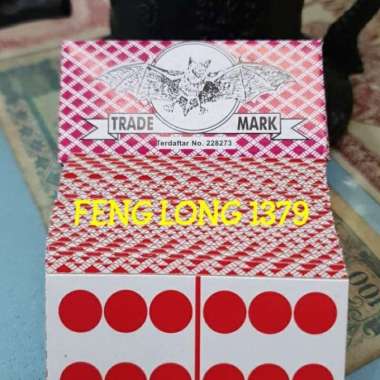 TRADE MARK
Terdaftar No. 228273
FENG LONG 1379